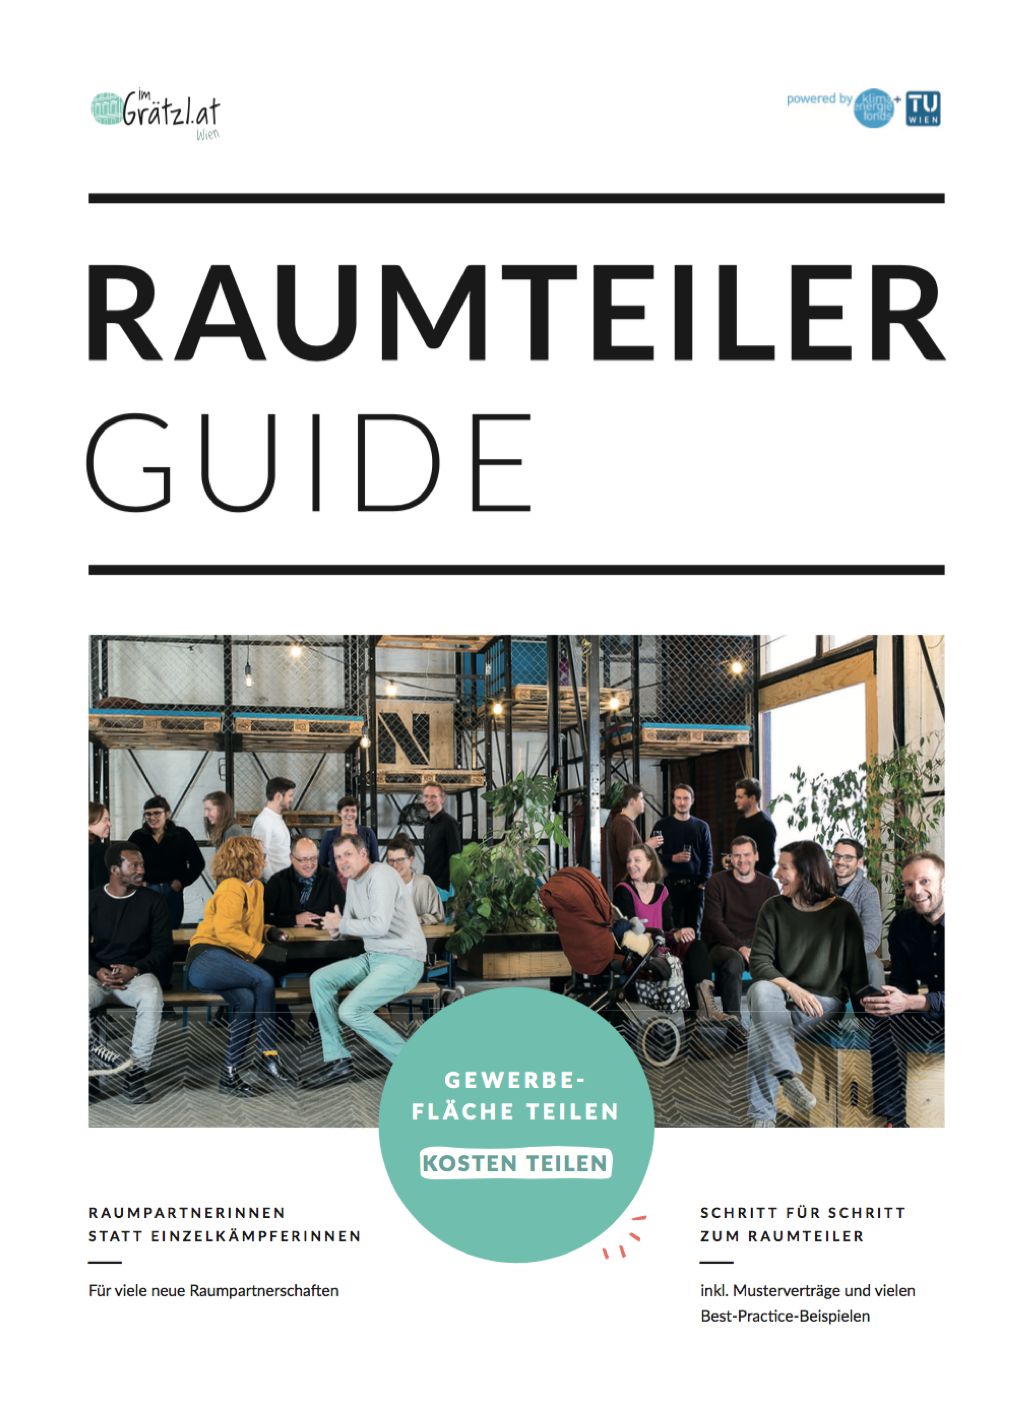 im
Grätzl.at
Wien
powered by klima+
energie
fonds
TU
WIEN
RAUMTEILER
GUIDE
N
GEWERBE-
FLÄCHE TEILEN
KOSTEN TEILEN
RAUMPARTNERINNEN
STATT EINZELKÄMPFERINNEN
Für viele neue Raumpartnerschaften
SCHRITT FÜR SCHRITT
ZUM RAUMTEILER
inkl. Musterverträge und vielen
Best-Practice-Beispielen